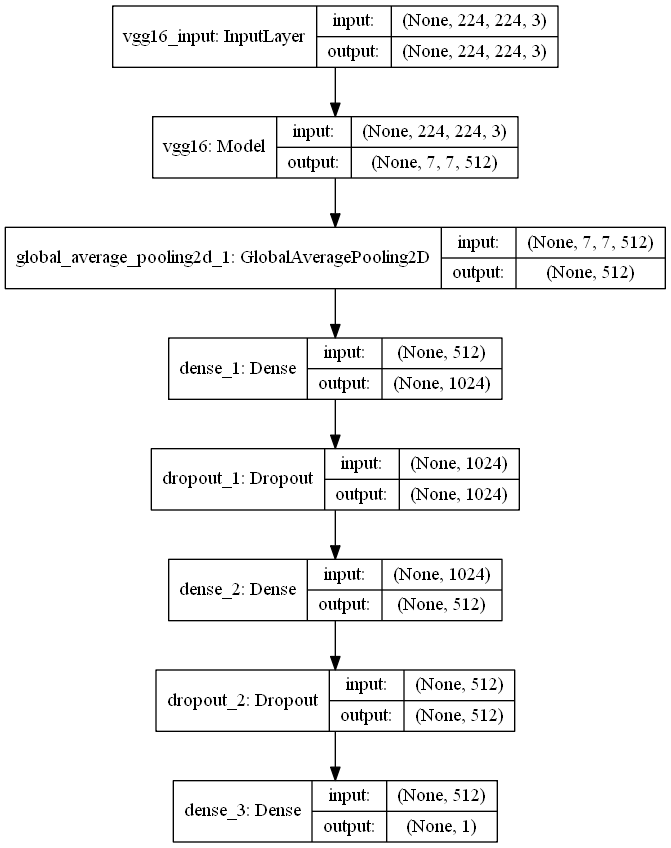 vgg16_input: InputLayer
input: (None, 224, 224, 3)
output: (None, 224, 224, 3)
vgg16: Model
input: (None, 224, 224, 3)
output: (None, 7, 7, 512)
global_average_pooling2d_1: GlobalAveragePooling2D
input: (None, 7, 7, 512)
output: (None, 512)
dense_1: Dense
input: (None, 512)
output: (None, 1024)
dropout_1: Dropout
input: (None, 1024)
output: (None, 1024)
dense_2: Dense
input: (None, 1024)
output: (None, 512)
dropout_2: Dropout
input: (None, 512)
output: (None, 512)
dense_3: Dense
input: (None, 512)
output: (None, 1)